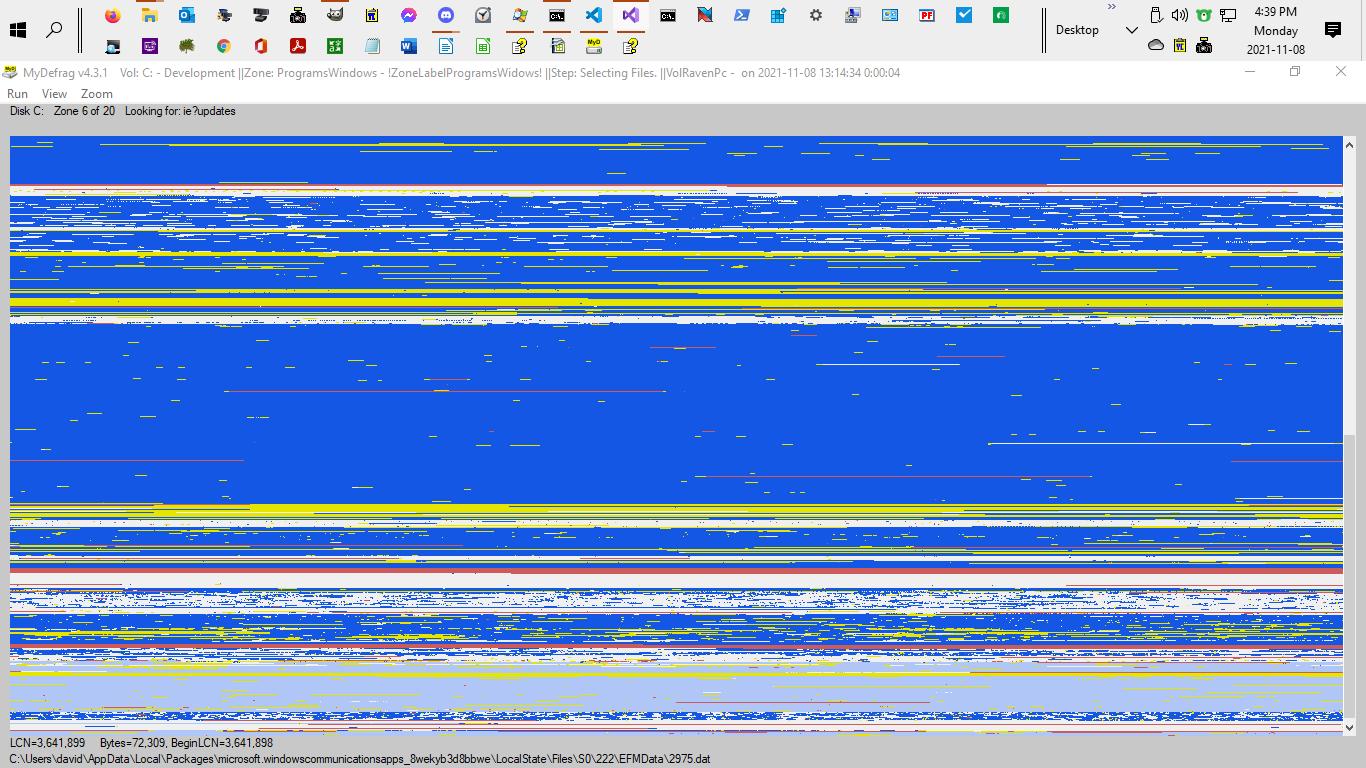 Desktop
»
4:39 PM
Monday
2021-11-08
MyDefrag v4.3.1    Vol: C: - Development ||Zone: ProgramsWindows - !ZoneLabelProgramsWidows! ||Step: Selecting Files. ||VolRavenPc -  on 2021-11-08 13:14:34 0:00:04
Run    View    Zoom
Disk C:    Zone 6 of 20    Looking for: ie?updates
LCN=3,641,899    Bytes=72,309, BeginLCN=3,641,898
C:\Users\david\AppData\Local\Packages\microsoft.windowscommunicationsapps_8wekyb3d8bbwe\LocalState\Files\S0\222\EFMData\2975.dat